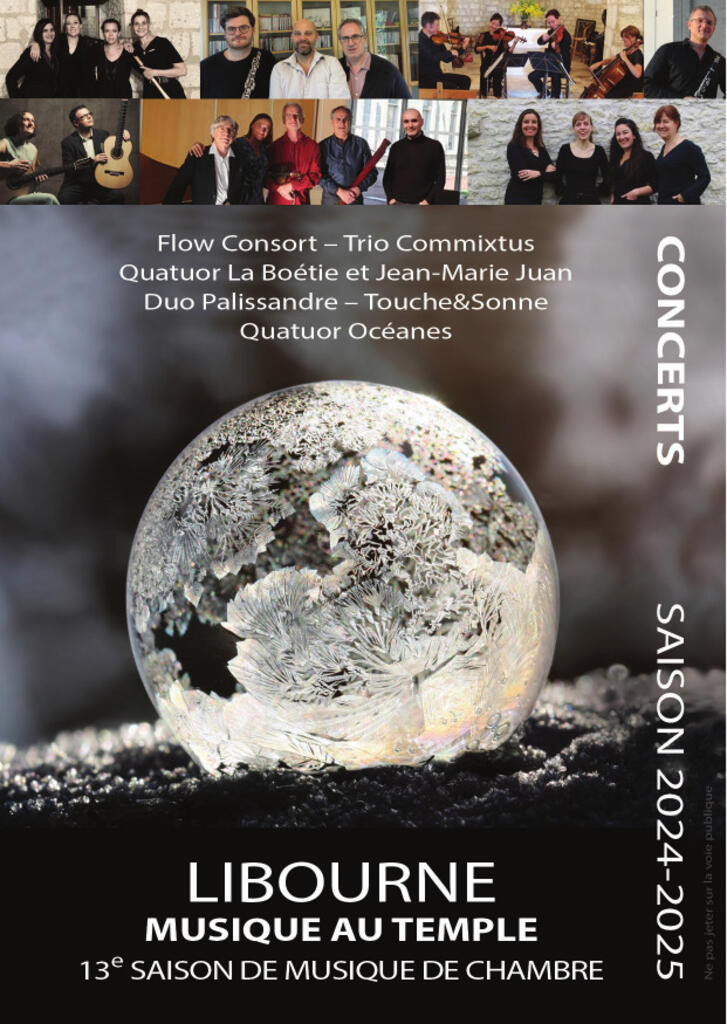 Flow Consort – Trio Commixtus
Quatuor La Boétie et Jean-Marie Juan
Duo Palissandre – Touche&Sonne
Quatuor Océanes
CONCERTS
SAISON 2024-2025
Ne pas jeter sur la voie publique
LIBOURNE
MUSIQUE AU TEMPLE
13e SAISON DE MUSIQUE DE CHAMBRE